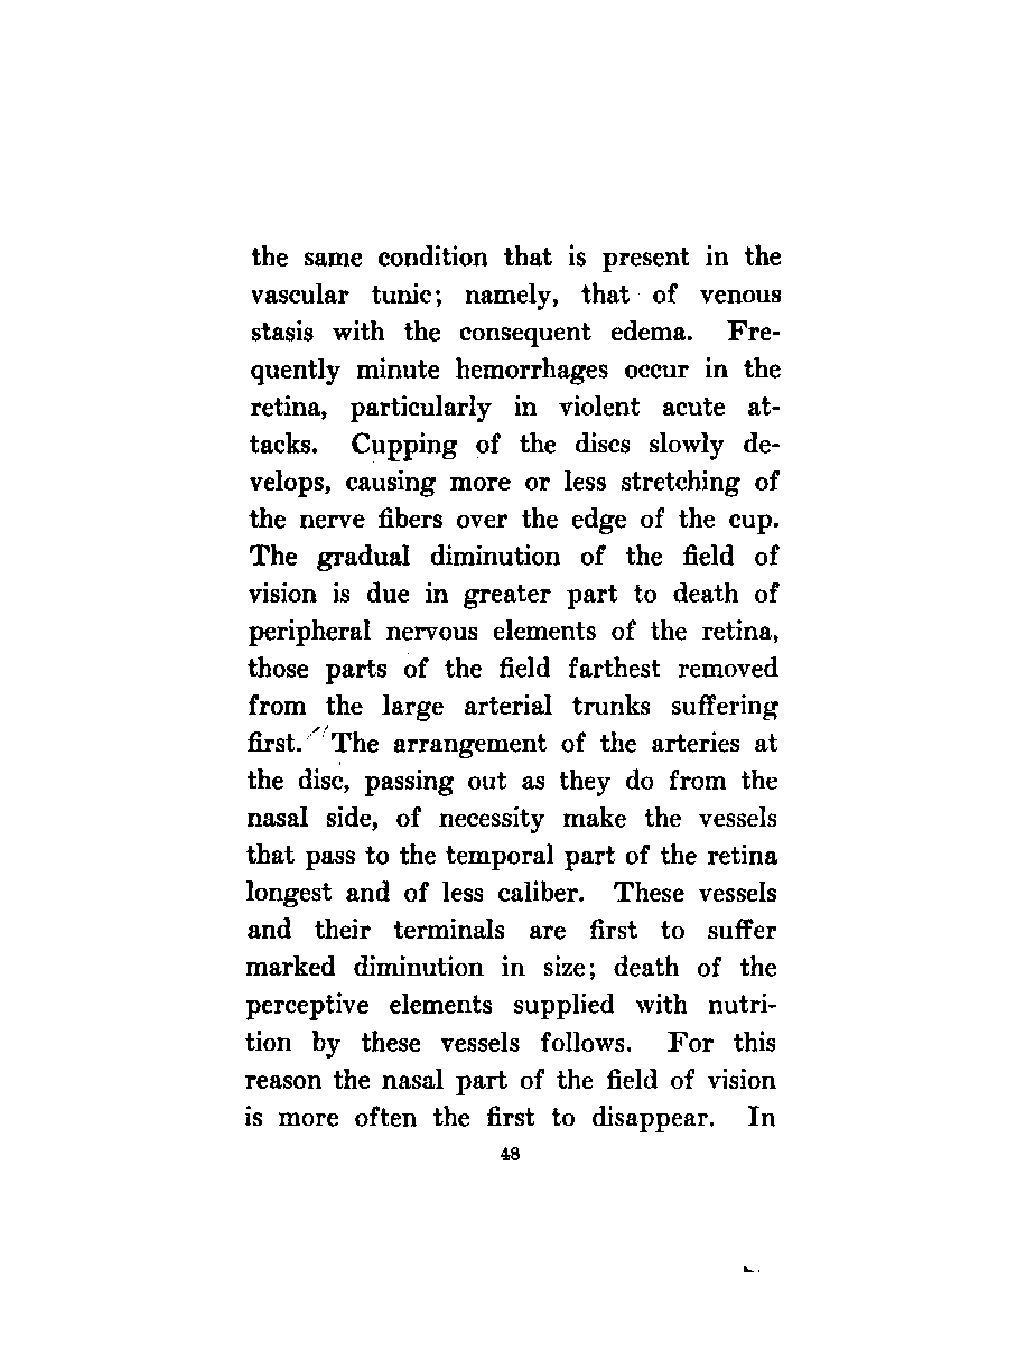 the same condition that is present in the
vascular tunic; namely, that of venous
stasis with the consequent edema. Fre-
quently minute hemorrhages occur in the
retina, particularly in violent acute at-
tacks. Cupping of the discs slowly de-
velops, causing more or less stretching of
the nerve fibers over the edge of the cup.
The gradual diminution of the field of
vision is due in greater part to death of
peripheral nervous elements of the retina,
those parts of the field farthest removed
from the large arterial trunks suffering
first. The arrangement of the arteries at
the disc, passing out as they do from the
nasal side, of necessity make the vessels
that pass to the temporal part of the retina
longest and of less caliber. These vessels
and their terminals are first to suffer
marked diminution in size; death of the
perceptive elements supplied with nutri-
tion by these vessels follows. For this
reason the nasal part of the field of vision
is more often the first to disappear. In
48